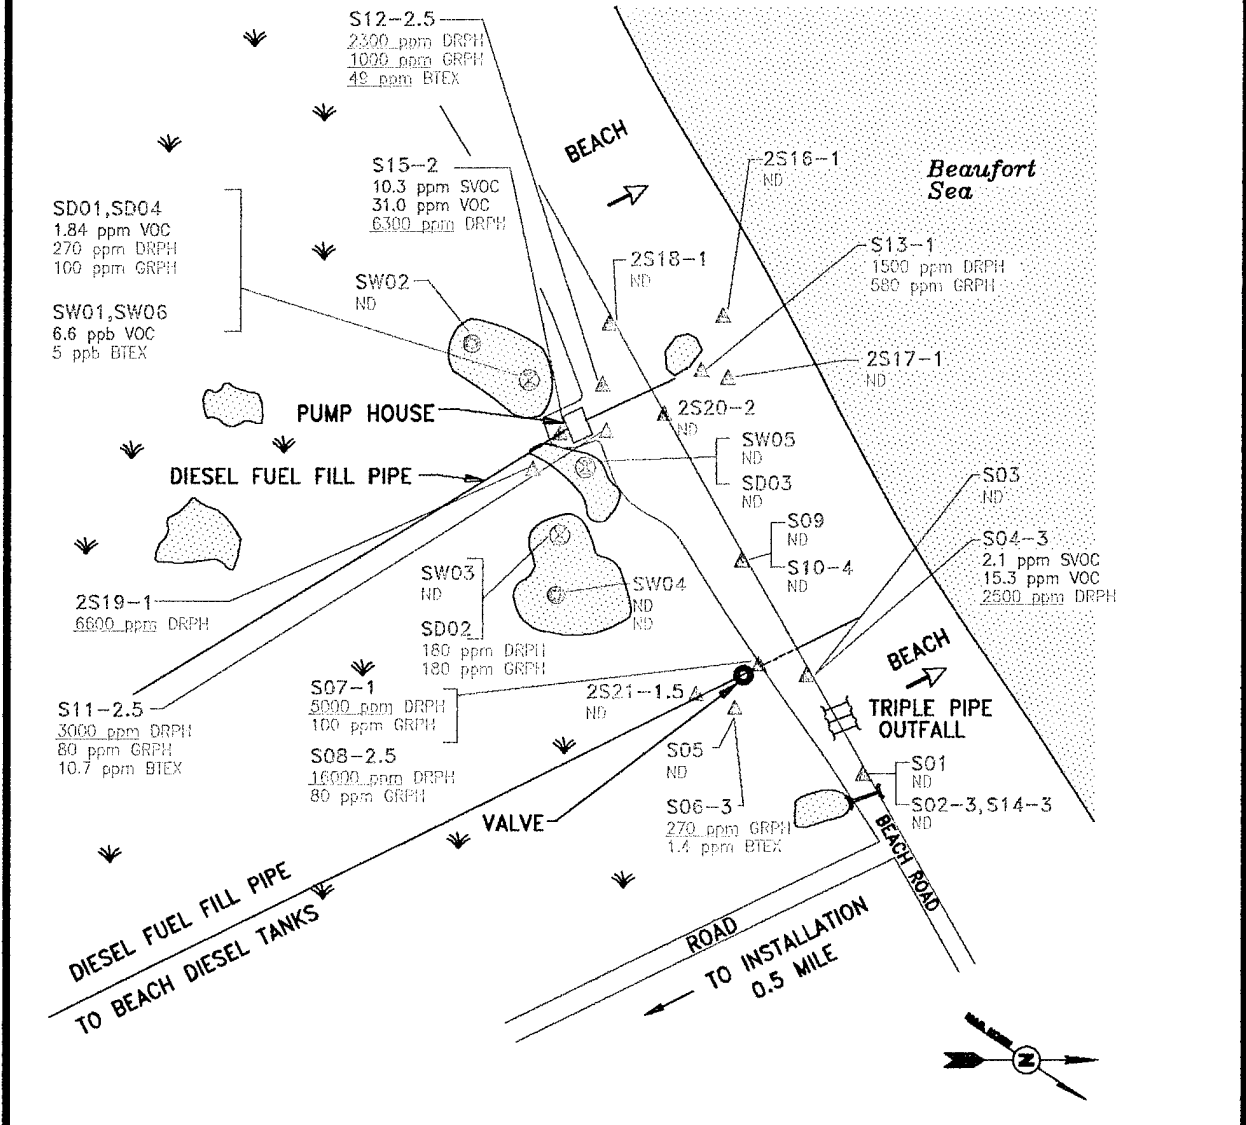 S12-2.5
2300 ppm DRPH
1000 ppm GRPH
49 ppm BTEX
BEACH
S15-2
10.3 ppm SVOC
31.0 ppm VOC
6300 ppm DRPH
2S16-1
ND
Beaufort
Sea
SD01,SD04
1.84 ppm VOC
270 ppm DRPH
100 ppm GRPH
SW01,SW06
6.6 ppb VOC
5 ppb BTEX
SW02
ND
2S18-1
ND
S13-1
1500 ppm DRPH
580 ppm GRPH
2S17-1
ND
PUMP HOUSE
2S20-2
ND
DIESEL FUEL FILL PIPE
SW05
ND
SD03
ND
S03
ND
S09
ND
S10-4
ND
S04-3
2.1 ppm SVOC
15.3 ppm VOC
2500 ppm DRPH
2S19-1
6600 ppm DRPH
SW03
ND
SD02
180 ppm DRPH
180 ppm GRPH
SW04
ND
ND
BEACH
S11-2.5
3000 ppm DRPH
80 ppm GRPH
10.7 ppm BTEX
S07-1
5000 ppm DRPH
100 ppm GRPH
S08-2.5
16000 ppm DRPH
80 ppm GRPH
2S21-1.5
ND
TRIPLE PIPE
OUTFALL
S05
ND
S01
ND
S02-3,S14-3
ND
S06-3
270 ppm GRPH
1.4 ppm BTEX
VALVE
BEACH ROAD
DIESEL FUEL FILL PIPE
TO BEACH DIESEL TANKS
ROAD
TO INSTALLATION
0.5 MILE
N